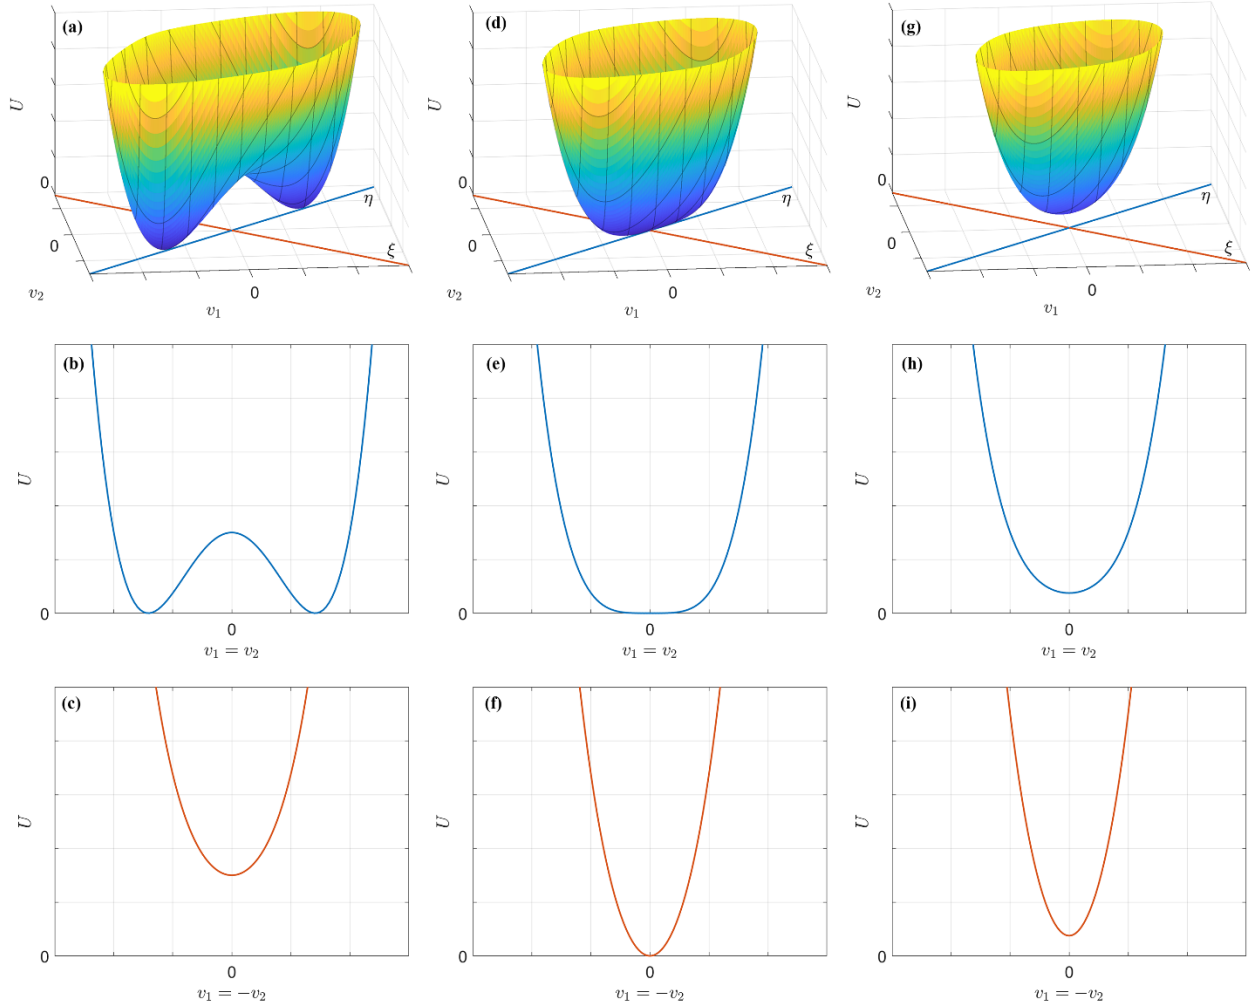 (a)
U
0
0
v₂
0
v₁
η
ξ
(d)
U
0
0
v₂
0
v₁
η
ξ
(g)
U
0
0
v₂
0
v₁
η
ξ
(b)
U
0
0
v₁ = v₂
(e)
U
0
0
v₁ = v₂
(h)
U
0
0
v₁ = v₂
(c)
U
0
0
v₁ = −v₂
(f)
U
0
0
v₁ = −v₂
(i)
U
0
0
v₁ = −v₂